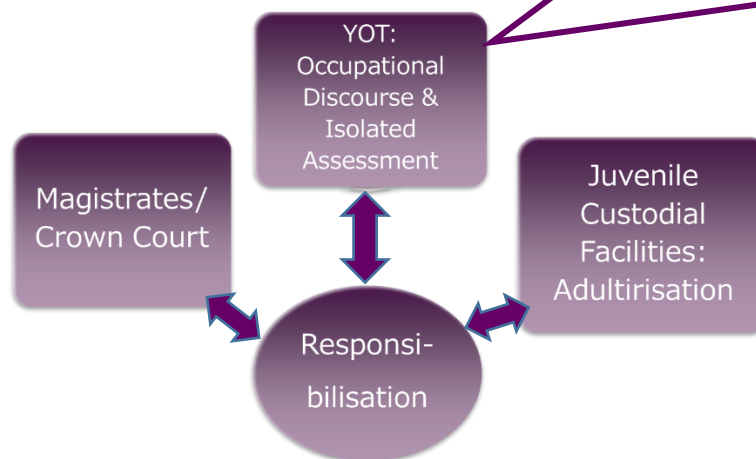 YOT:
Occupational
Discourse &
Isolated
Assessment
Magistrates/
Crown Court
Juvenile
Custodial
Facilities:
Adultirisation
Responsi-
bilisation